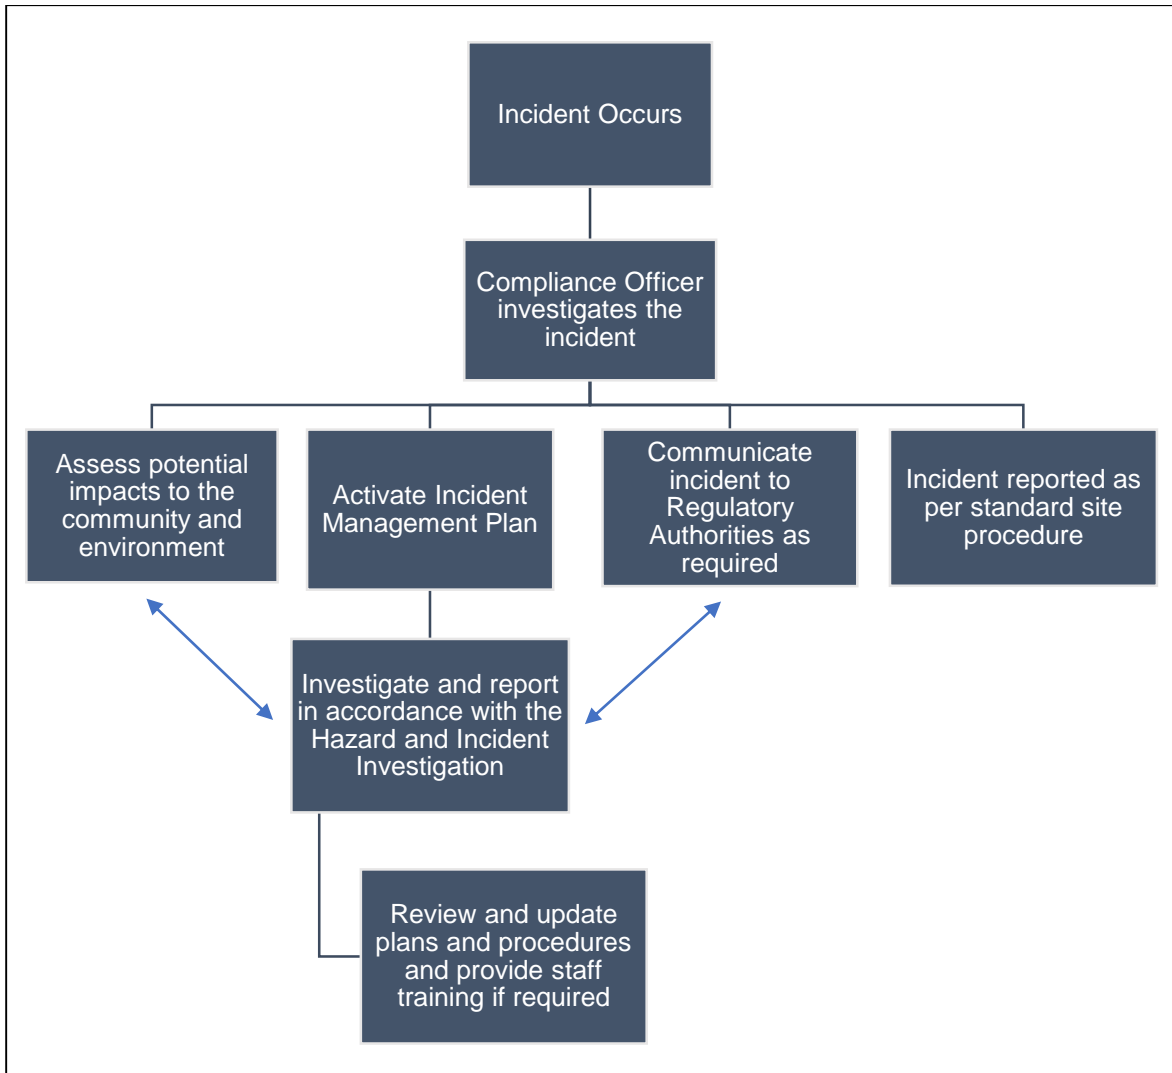 Incident Occurs
Compliance Officer
investigates the
incident
Assess potential
impacts to the
community and
environment
Activate Incident
Management Plan
Communicate
incident to
Regulatory
Authorities as
required
Incident reported as
per standard site
procedure
Investigate and report
in accordance with the
Hazard and Incident
Investigation
Review and update
plans and procedures
and provide staff
training if required